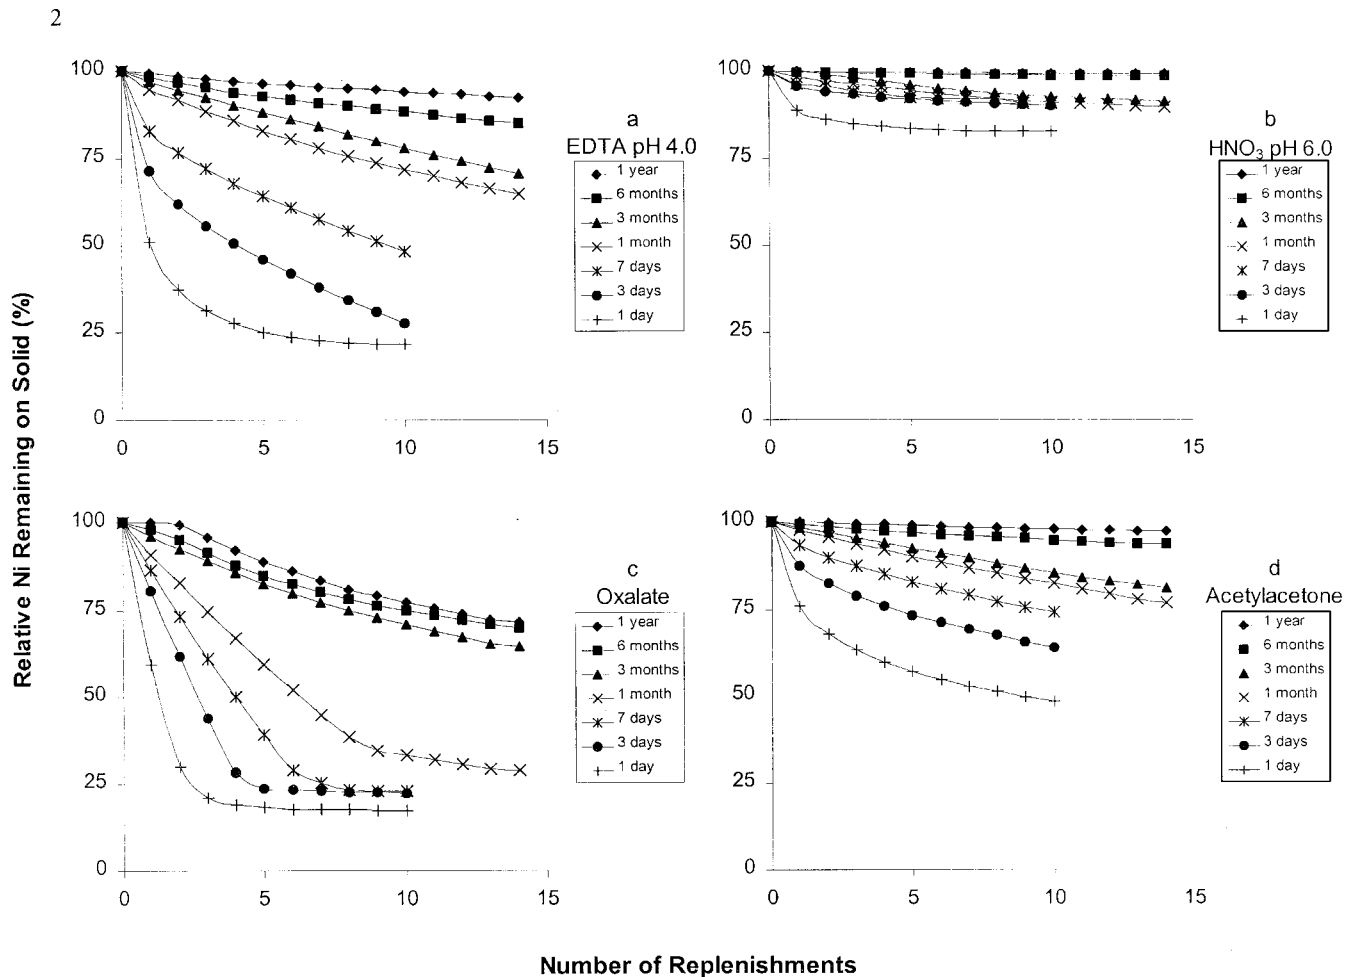 2
Relative Ni Remaining on Solid (%)
100
75
50
25
0
0 5 10 15
a
EDTA pH 4.0
1 year
6 months
3 months
1 month
7 days
3 days
1 day
100
75
50
25
0
0 5 10 15
b
HNO₃ pH 6.0
1 year
6 months
3 months
1 month
7 days
3 days
1 day
100
75
50
25
0
0 5 10 15
c
Oxalate
1 year
6 months
3 months
1 month
7 days
3 days
1 day
100
75
50
25
0
0 5 10 15
d
Acetylacetone
1 year
6 months
3 months
1 month
7 days
3 days
1 day
Number of Replenishments